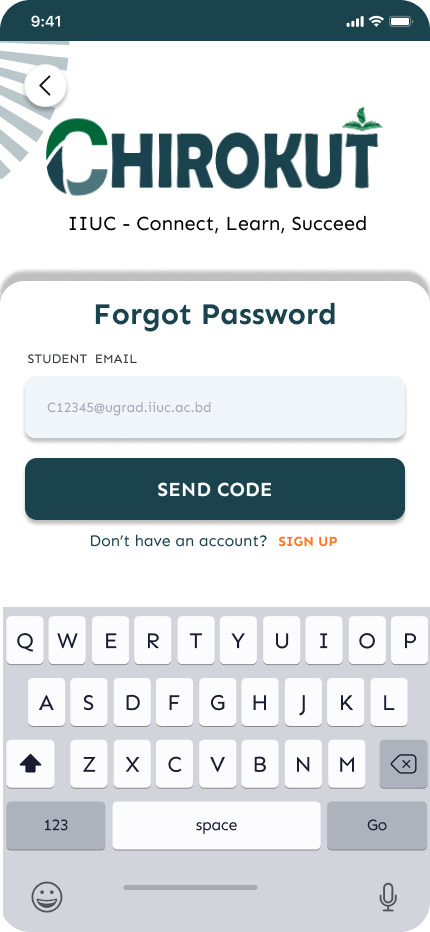 9:41
CHIROKUT
IIUC - Connect, Learn, Succeed
Forgot Password
STUDENT EMAIL
C12345@ugrad.iiuc.ac.bd
SEND CODE
Don’t have an account? SIGN UP
Q W E R T Y U I O P
A S D F G H J K L
Z X C V B N M
123 space Go